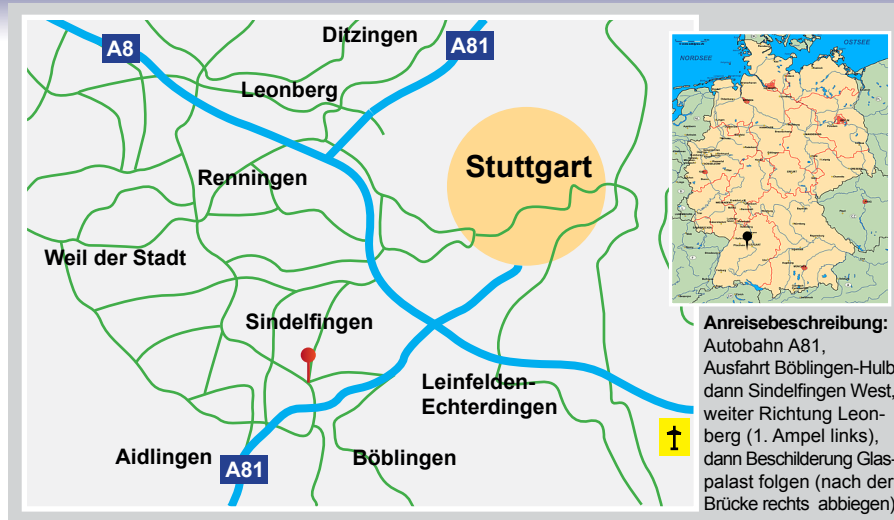 Ditzingen
A8
A81
Leonberg
Stuttgart
Renningen
Weil der Stadt
Sindelfingen
Leinfelden-
Echterdingen
Aidlingen
A81
Böblingen
NORDSEE
OSTSEE
Anreisebeschreibung:
Autobahn A81,
Ausfahrt Böblingen-Hulb
dann Sindelfingen West,
weiter Richtung Leon-
berg (1. Ampel links),
dann Beschilderung Glas-
palast folgen (nach der
Brücke rechts abbiegen)